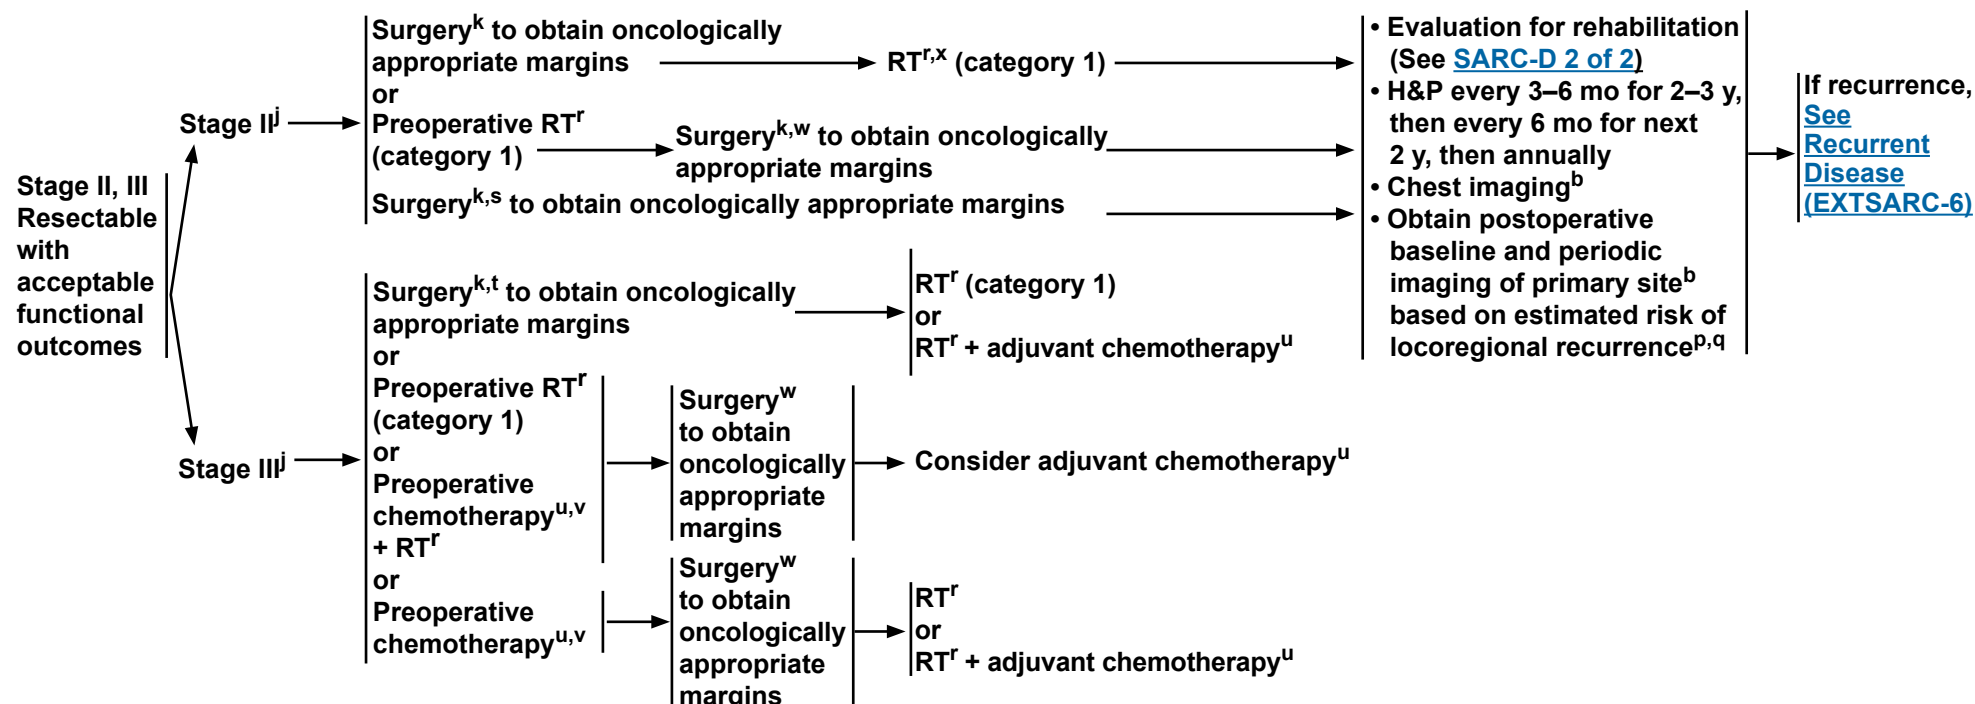 Stage II, III
Resectable
with
acceptable
functional
outcomes
Stage IIj
Surgeryk to obtain oncologically
appropriate margins
or
Preoperative RTr
(category 1)
Surgeryk,s to obtain oncologically appropriate margins
RTr,x (category 1)
Surgeryk,w to obtain oncologically
appropriate margins
Stage IIIj
Surgeryk,t to obtain oncologically
appropriate margins
or
Preoperative RTr
(category 1)
or
Preoperative
chemotherapyu,v
+ RTr
or
Preoperative
chemotherapyu,v
RTr (category 1)
or
RTr + adjuvant chemotherapyu
Surgeryw
to obtain
oncologically
appropriate
margins
Consider adjuvant chemotherapyu
Surgeryw
to obtain
oncologically
appropriate
margins
RTr
or
RTr + adjuvant chemotherapyu
• Evaluation for rehabilitation
(See SARC-D 2 of 2)
• H&P every 3–6 mo for 2–3 y,
then every 6 mo for next
2 y, then annually
• Chest imagingb
• Obtain postoperative
baseline and periodic
imaging of primary siteb
based on estimated risk of
locoregional recurrencep,q
If recurrence,
See
Recurrent
Disease
(EXTSARC-6)